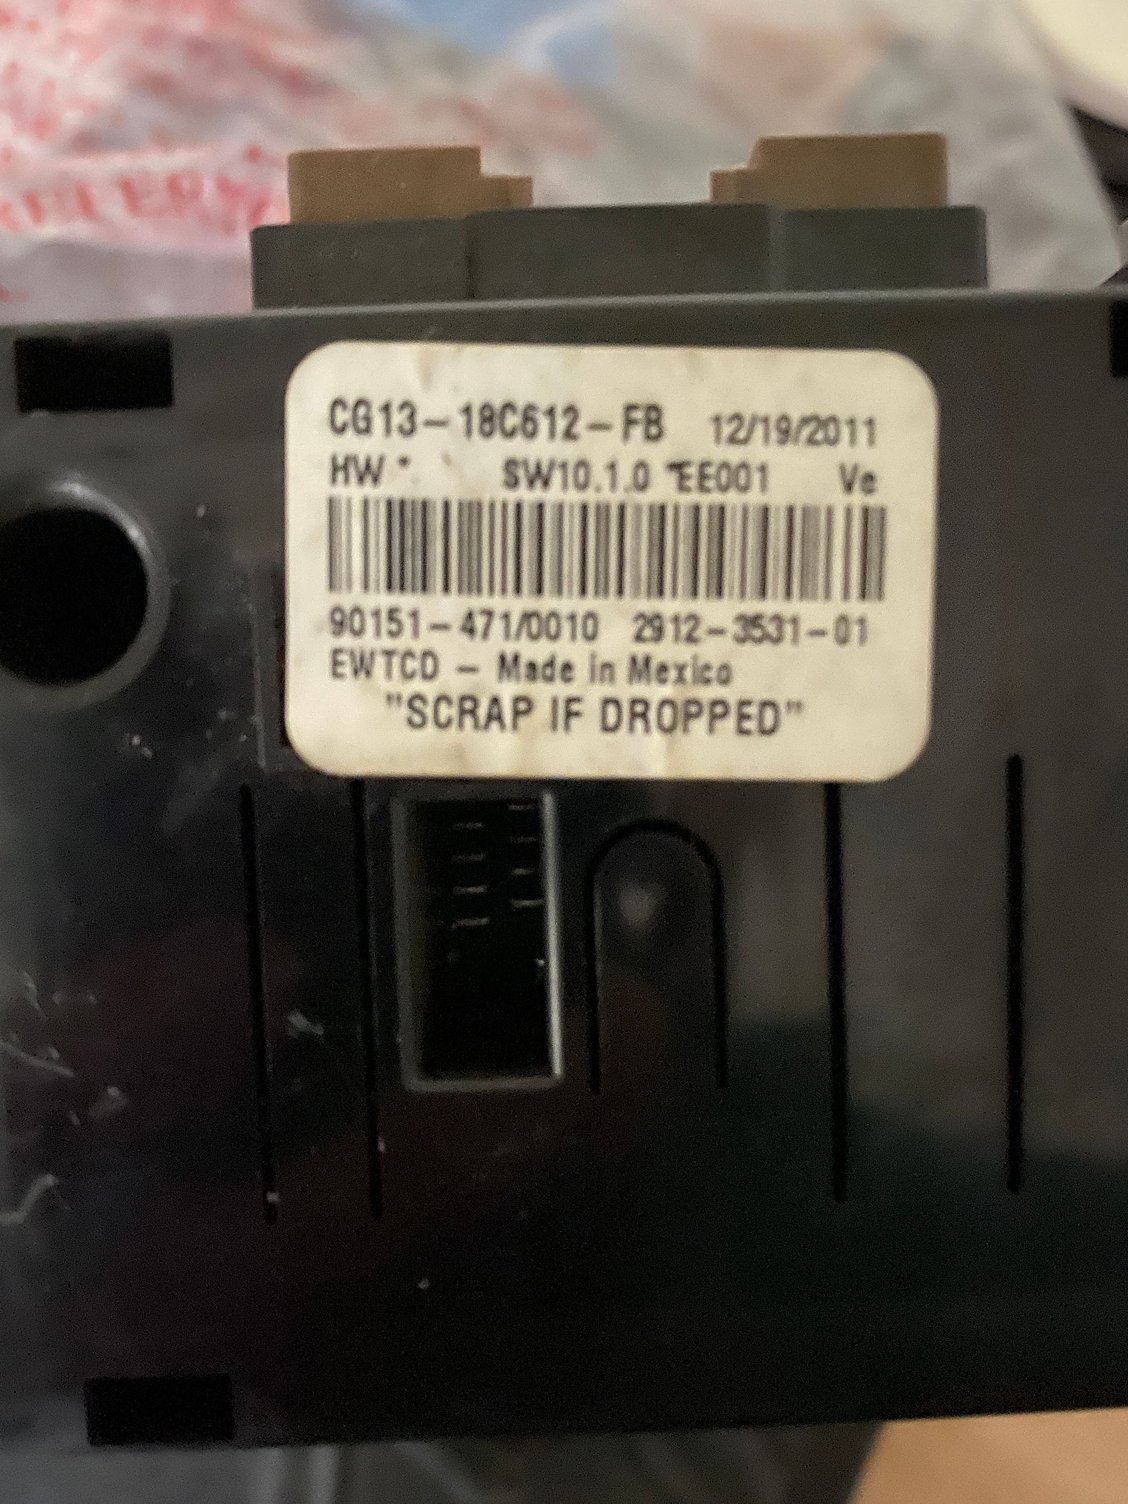 CG13-18C612-FB 12/19/2011
HW * SW10.1.0 EE001 Ve
90151-471/0010 2912-3531-01
EWTCD - Made in Mexico
"SCRAP IF DROPPED"